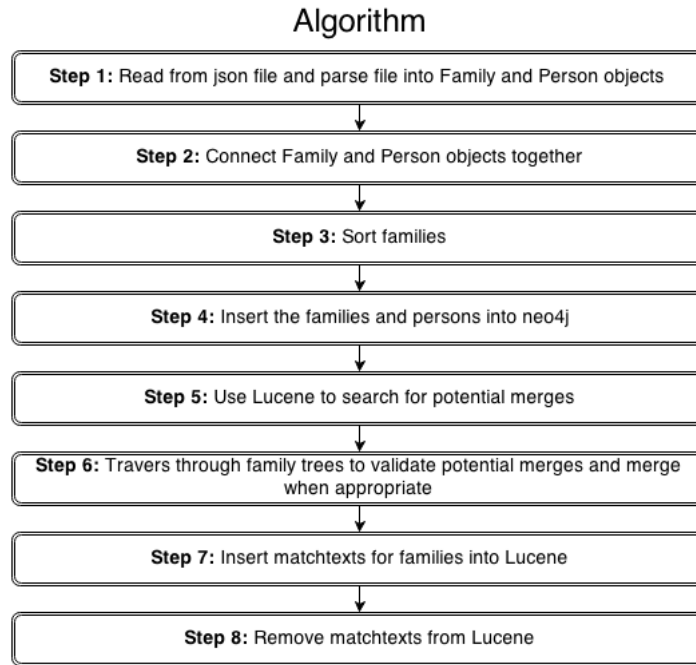 Algorithm
Step 1: Read from json file and parse file into Family and Person objects
Step 2: Connect Family and Person objects together
Step 3: Sort families
Step 4: Insert the families and persons into neo4j
Step 5: Use Lucene to search for potential merges
Step 6: Travers through family trees to validate potential merges and merge
when appropriate
Step 7: Insert matchtexts for families into Lucene
Step 8: Remove matchtexts from Lucene